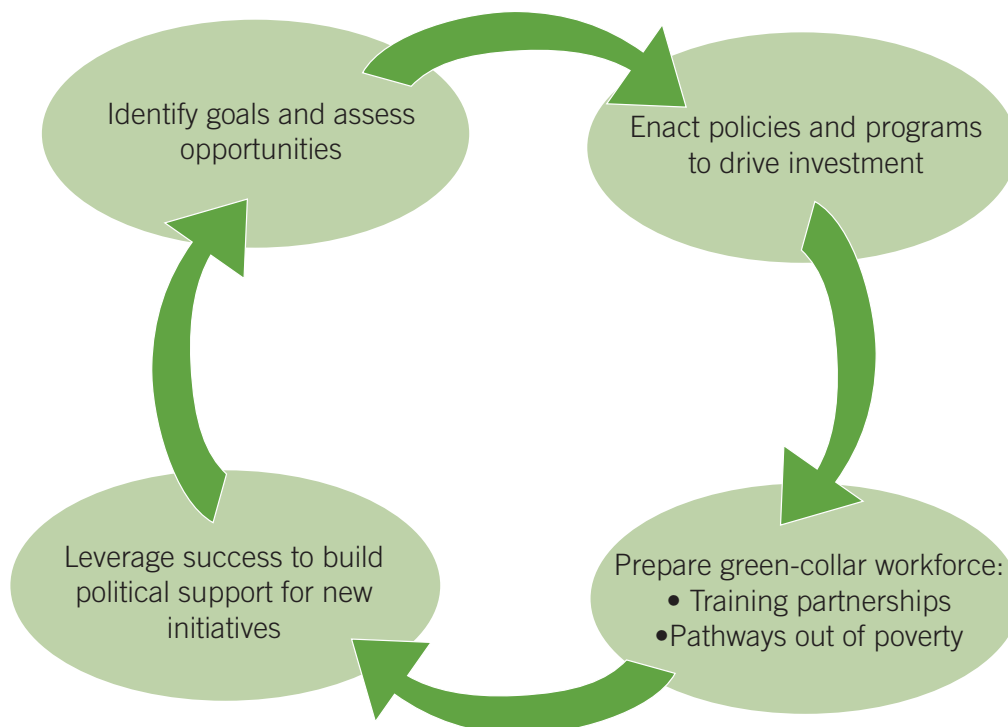 Identify goals and assess
opportunities
Enact policies and programs
to drive investment
Prepare green-collar workforce:
• Training partnerships
•Pathways out of poverty
Leverage success to build
political support for new
initiatives